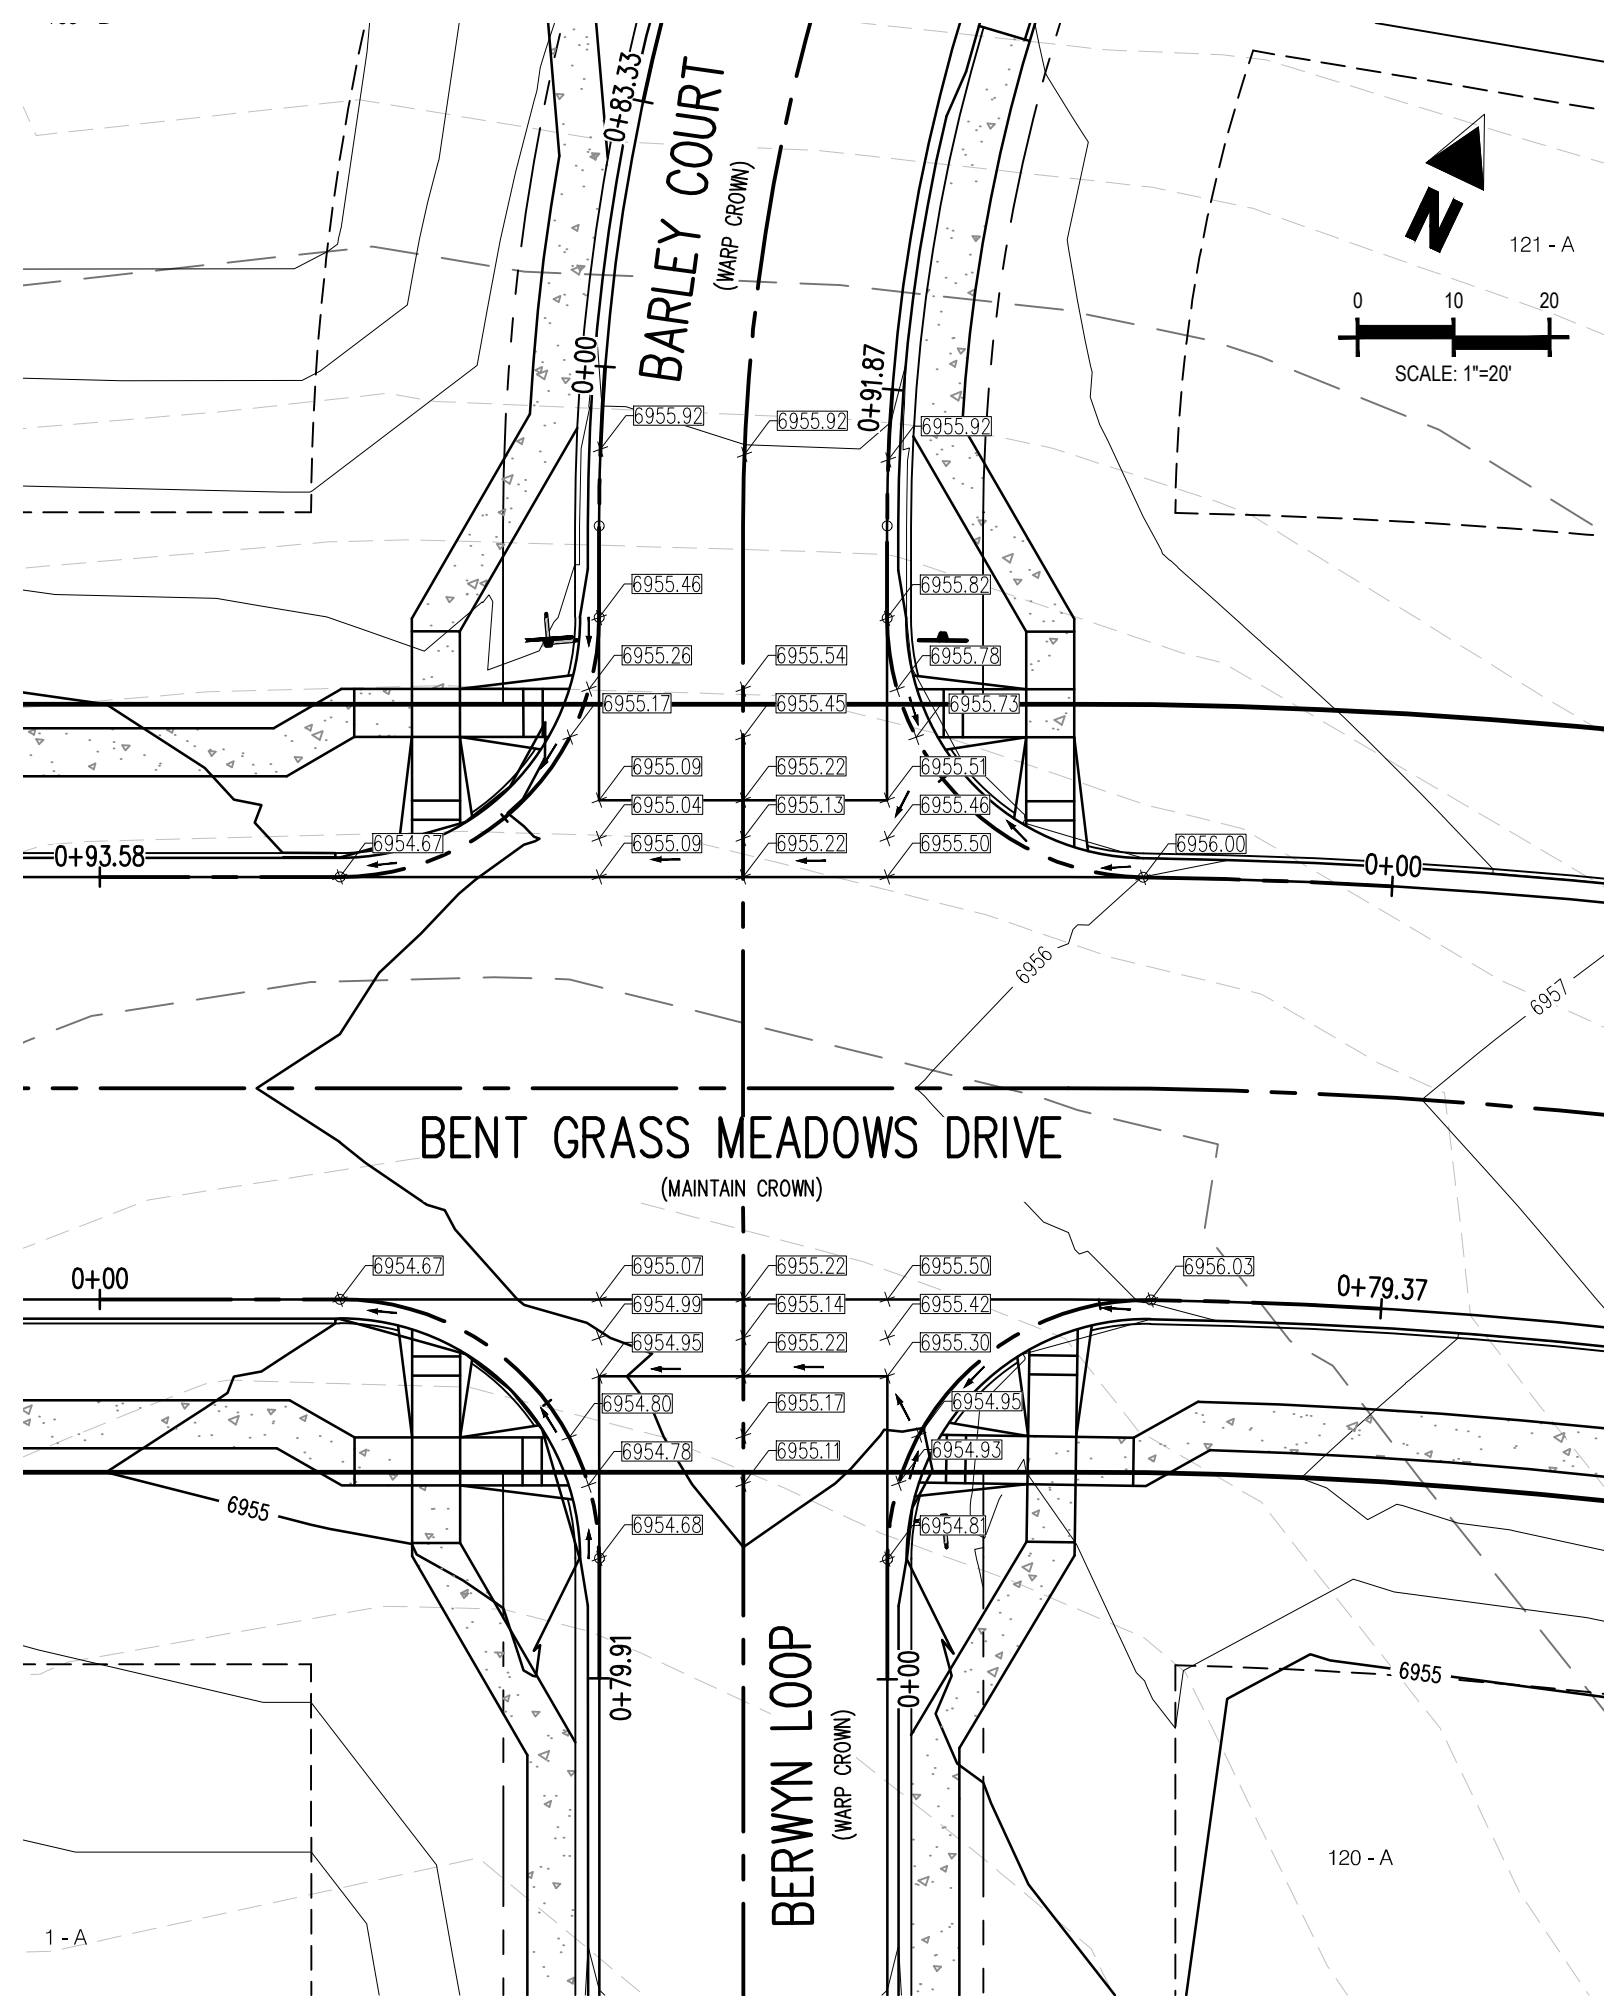 0+83.33
BARLEY COURT
(WARP CROWN)
N
121 - A
0 10 20
SCALE: 1"=20'
0+00
0+91.87
6955.92 6955.92 6955.92
6955.46 6955.82
6955.26 6955.54 6955.78
6955.17 6955.45 6955.73
6955.09 6955.22 6955.51
6955.04 6955.13 6955.46
6954.67 6955.09 6955.22 6955.50 6956.00
0+93.58 0+00
6956
6957
BENT GRASS MEADOWS DRIVE
(MAINTAIN CROWN)
0+00 6954.67 6955.07 6955.22 6955.50 6956.03 0+79.37
6954.99 6955.14 6955.42
6954.95 6955.22 6955.30
6954.80 6955.17 6954.95
6954.78 6955.11 6954.93
6955
6954.68 6954.81
0+79.91
BERWYN LOOP
(WARP CROWN)
0+00
6955
120 - A
1 - A